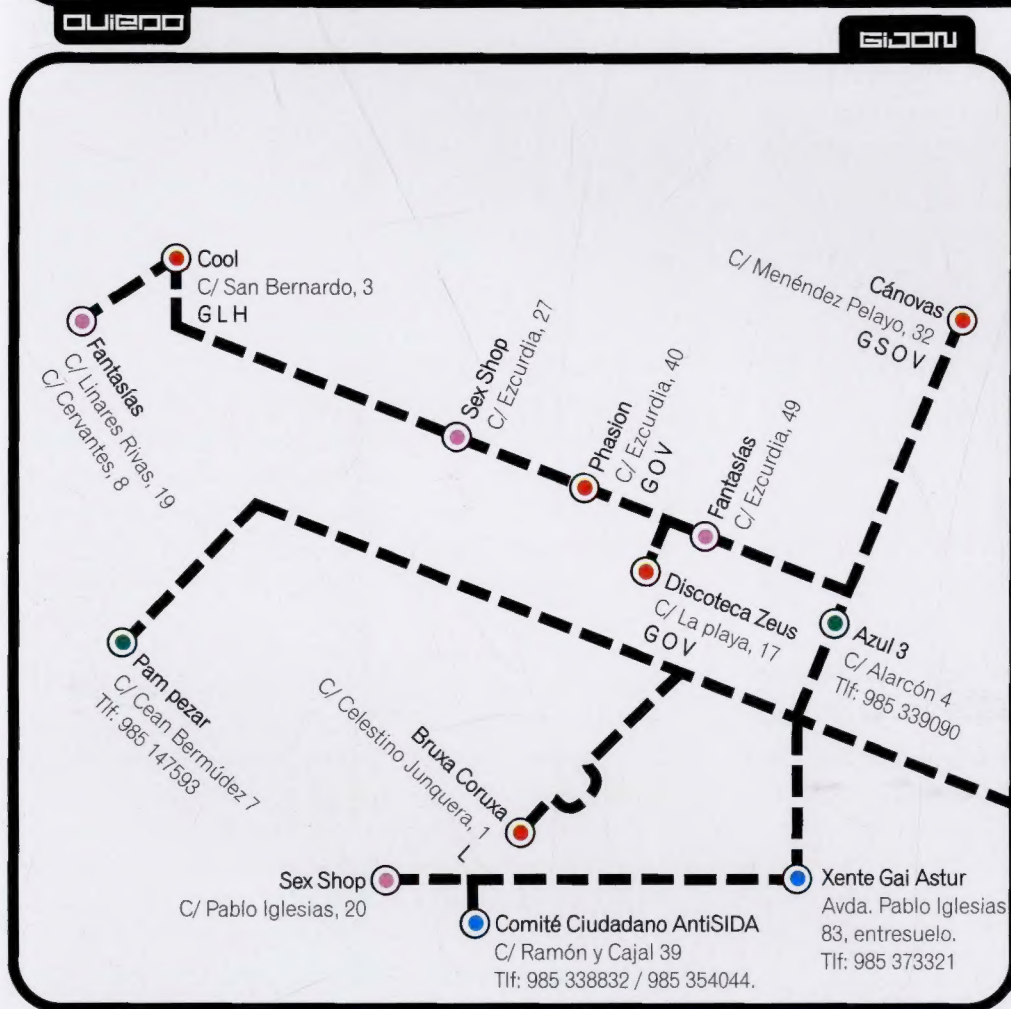 OVIEDO
GIJON
Cool
C/ San Bernardo, 3
G L H
Fantasías
C/ Linares Rivas, 19
C/ Cervantes, 8
Sex Shop
C/ Ezcurdia, 27
Phasion
C/ Ezcurdia, 40
G O V
Fantasías
C/ Ezcurdia, 49
Cánovas
C/ Menéndez Pelayo, 32
G S O V
Discoteca Zeus
C/ La playa, 17
G O V
Azul 3
C/ Alarcón 4
Tlf: 985 339090
Pam pezar
C/ Cean Bermúdez 7
Tlf: 985 147593
Bruxa Coruxa
C/ Celestino Junquera, 1
L
Sex Shop
C/ Pablo Iglesias, 20
Comité Ciudadano AntiSIDA
C/ Ramón y Cajal 39
Tlf: 985 338832 / 985 354044.
Xente Gai Astur
Avda. Pablo Iglesias
83, entresuelo.
Tlf: 985 373321